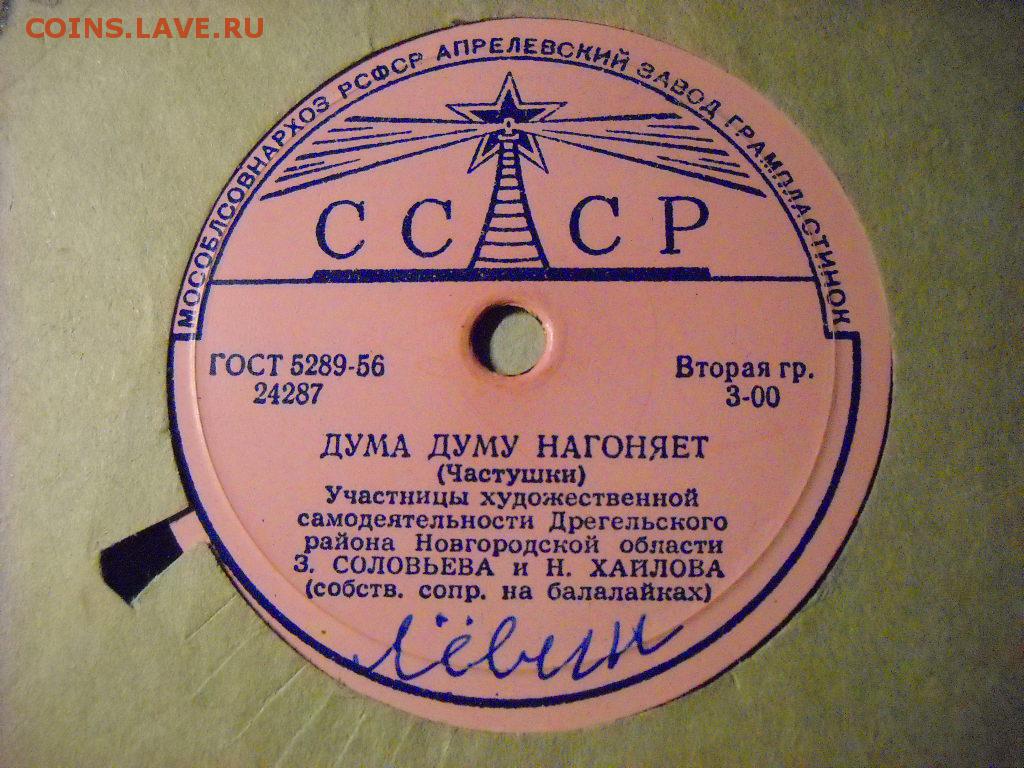 COINS.LAVE.RU
МОСОБЛСОВНАРХОЗ РСФСР АПРЕЛЕВСКИЙ ЗАВОД ГРАМПЛАСТИНОК
СССР
ГОСТ 5289-56
24287
Вторая гр.
3-00
ДУМА ДУМУ НАГОНЯЕТ
(Частушки)
Участницы художественной
самодеятельности Дрегельского
района Новгородской области
З. СОЛОВЬЕВА и Н. ХАИЛОВА
(собств. сопр. на балалайках)
Лёвин